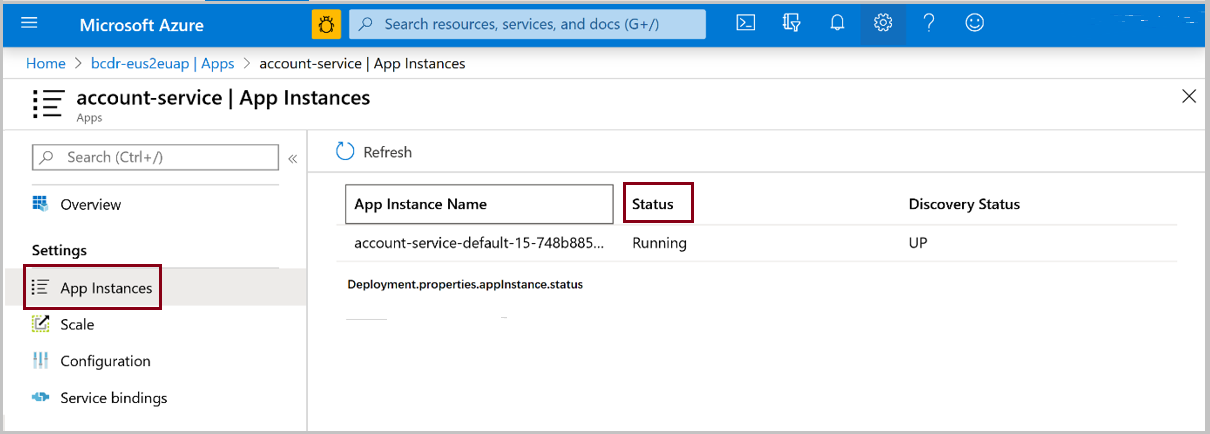 Microsoft Azure
Search resources, services, and docs (G+/)
Home > bcdr-eus2euap | Apps > account-service | App Instances
account-service | App Instances
Apps
Search (Ctrl+/)
«
Refresh
Overview
Settings
App Instances
Scale
Configuration
Service bindings
App Instance Name Status Discovery Status
account-service-default-15-748b885... Running UP
Deployment.properties.appInstance.status